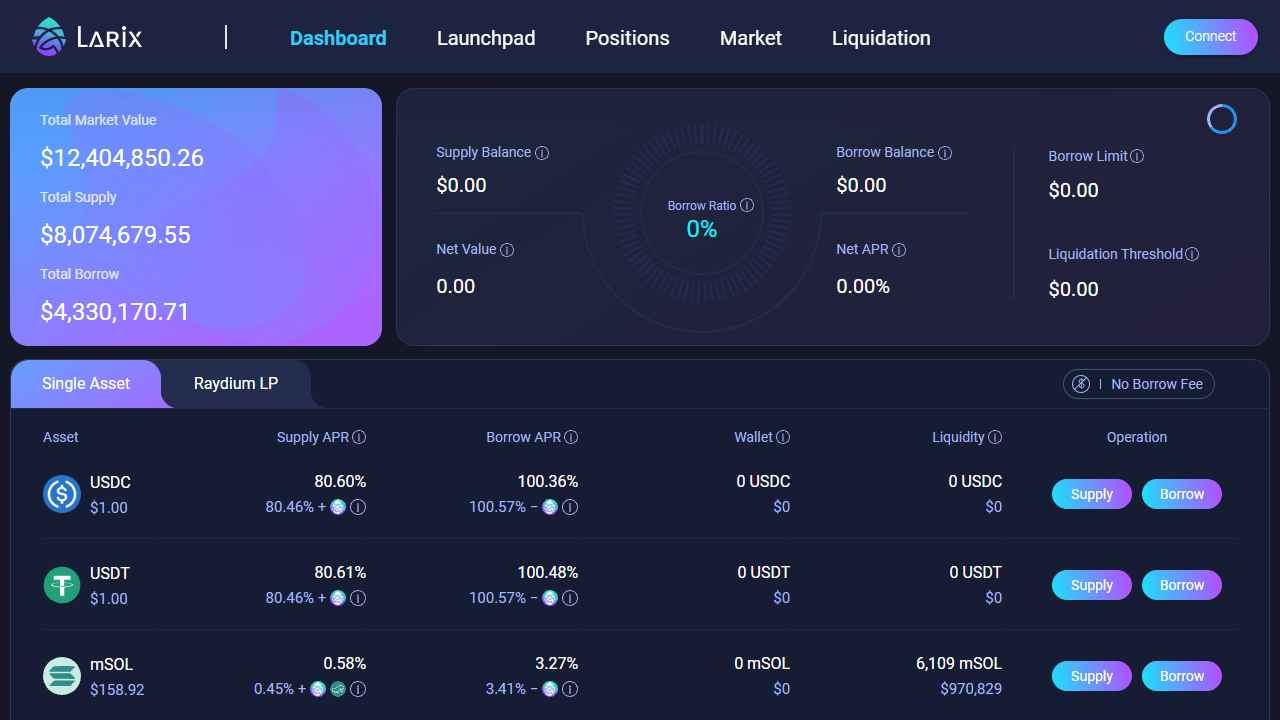 Larix | Dashboard Launchpad Positions Market Liquidation Connect
Total Market Value
$12,404,850.26
Total Supply
$8,074,679.55
Total Borrow
$4,330,170.71
Supply Balance
$0.00
Net Value
0.00
Borrow Ratio
0%
Borrow Balance
$0.00
Net APR
0.00%
Borrow Limit
$0.00
Liquidation Threshold
$0.00
Single Asset Raydium LP | No Borrow Fee
Asset Supply APR Borrow APR Wallet Liquidity Operation
USDC 80.60% 100.36% 0 USDC 0 USDC Supply Borrow
$1.00 80.46% + 100.57% − $0 $0
USDT 80.61% 100.48% 0 USDT 0 USDT Supply Borrow
$1.00 80.46% + 100.57% − $0 $0
mSOL 0.58% 3.27% 0 mSOL 6,109 mSOL Supply Borrow
$158.92 0.45% + 3.41% − $0 $970,829